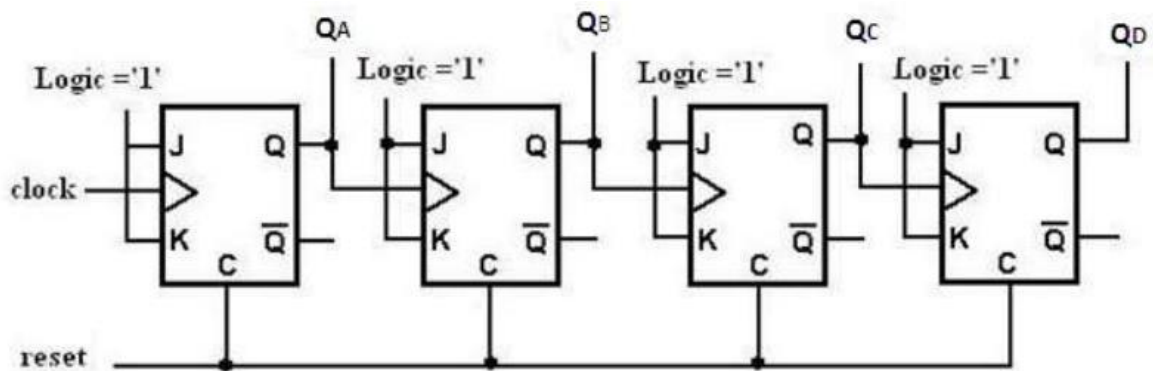 QA
QB
QC
QD
Logic ='1'
Logic ='1'
Logic ='1'
Logic ='1'
J
Q
J
Q
J
Q
J
Q
clock
K
Q̅
K
Q̅
K
Q̅
K
Q̅
C
C
C
C
reset